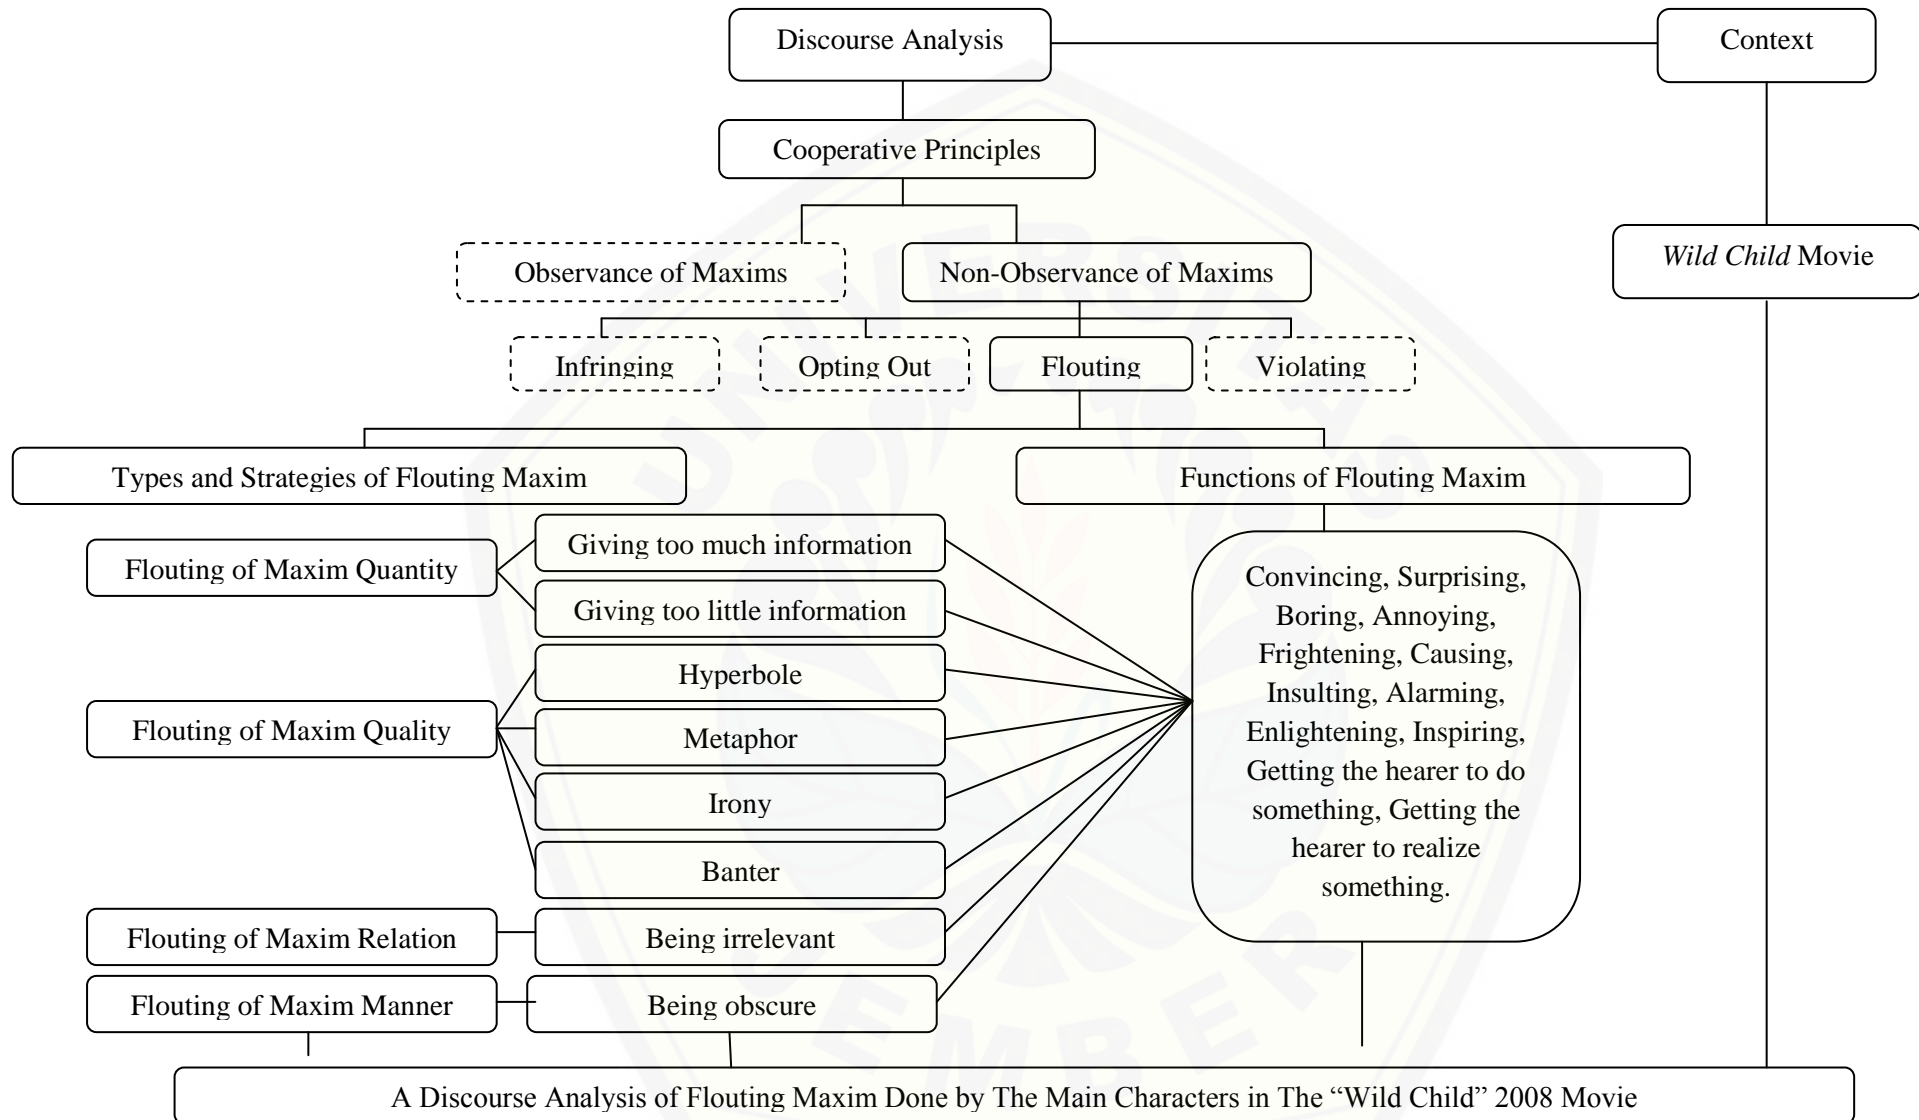 Discourse Analysis
Context
Cooperative Principles
Observance of Maxims
Non-Observance of Maxims
Wild Child Movie
Infringing
Opting Out
Flouting
Violating
Types and Strategies of Flouting Maxim
Functions of Flouting Maxim
Flouting of Maxim Quantity
Giving too much information
Giving too little information
Flouting of Maxim Quality
Hyperbole
Metaphor
Irony
Banter
Flouting of Maxim Relation
Being irrelevant
Flouting of Maxim Manner
Being obscure
Convincing, Surprising,
Boring, Annoying,
Frightening, Causing,
Insulting, Alarming,
Enlightening, Inspiring,
Getting the hearer to do
something, Getting the
hearer to realize
something.
A Discourse Analysis of Flouting Maxim Done by The Main Characters in The “Wild Child” 2008 Movie
UNIVERSITAS
JEMBER